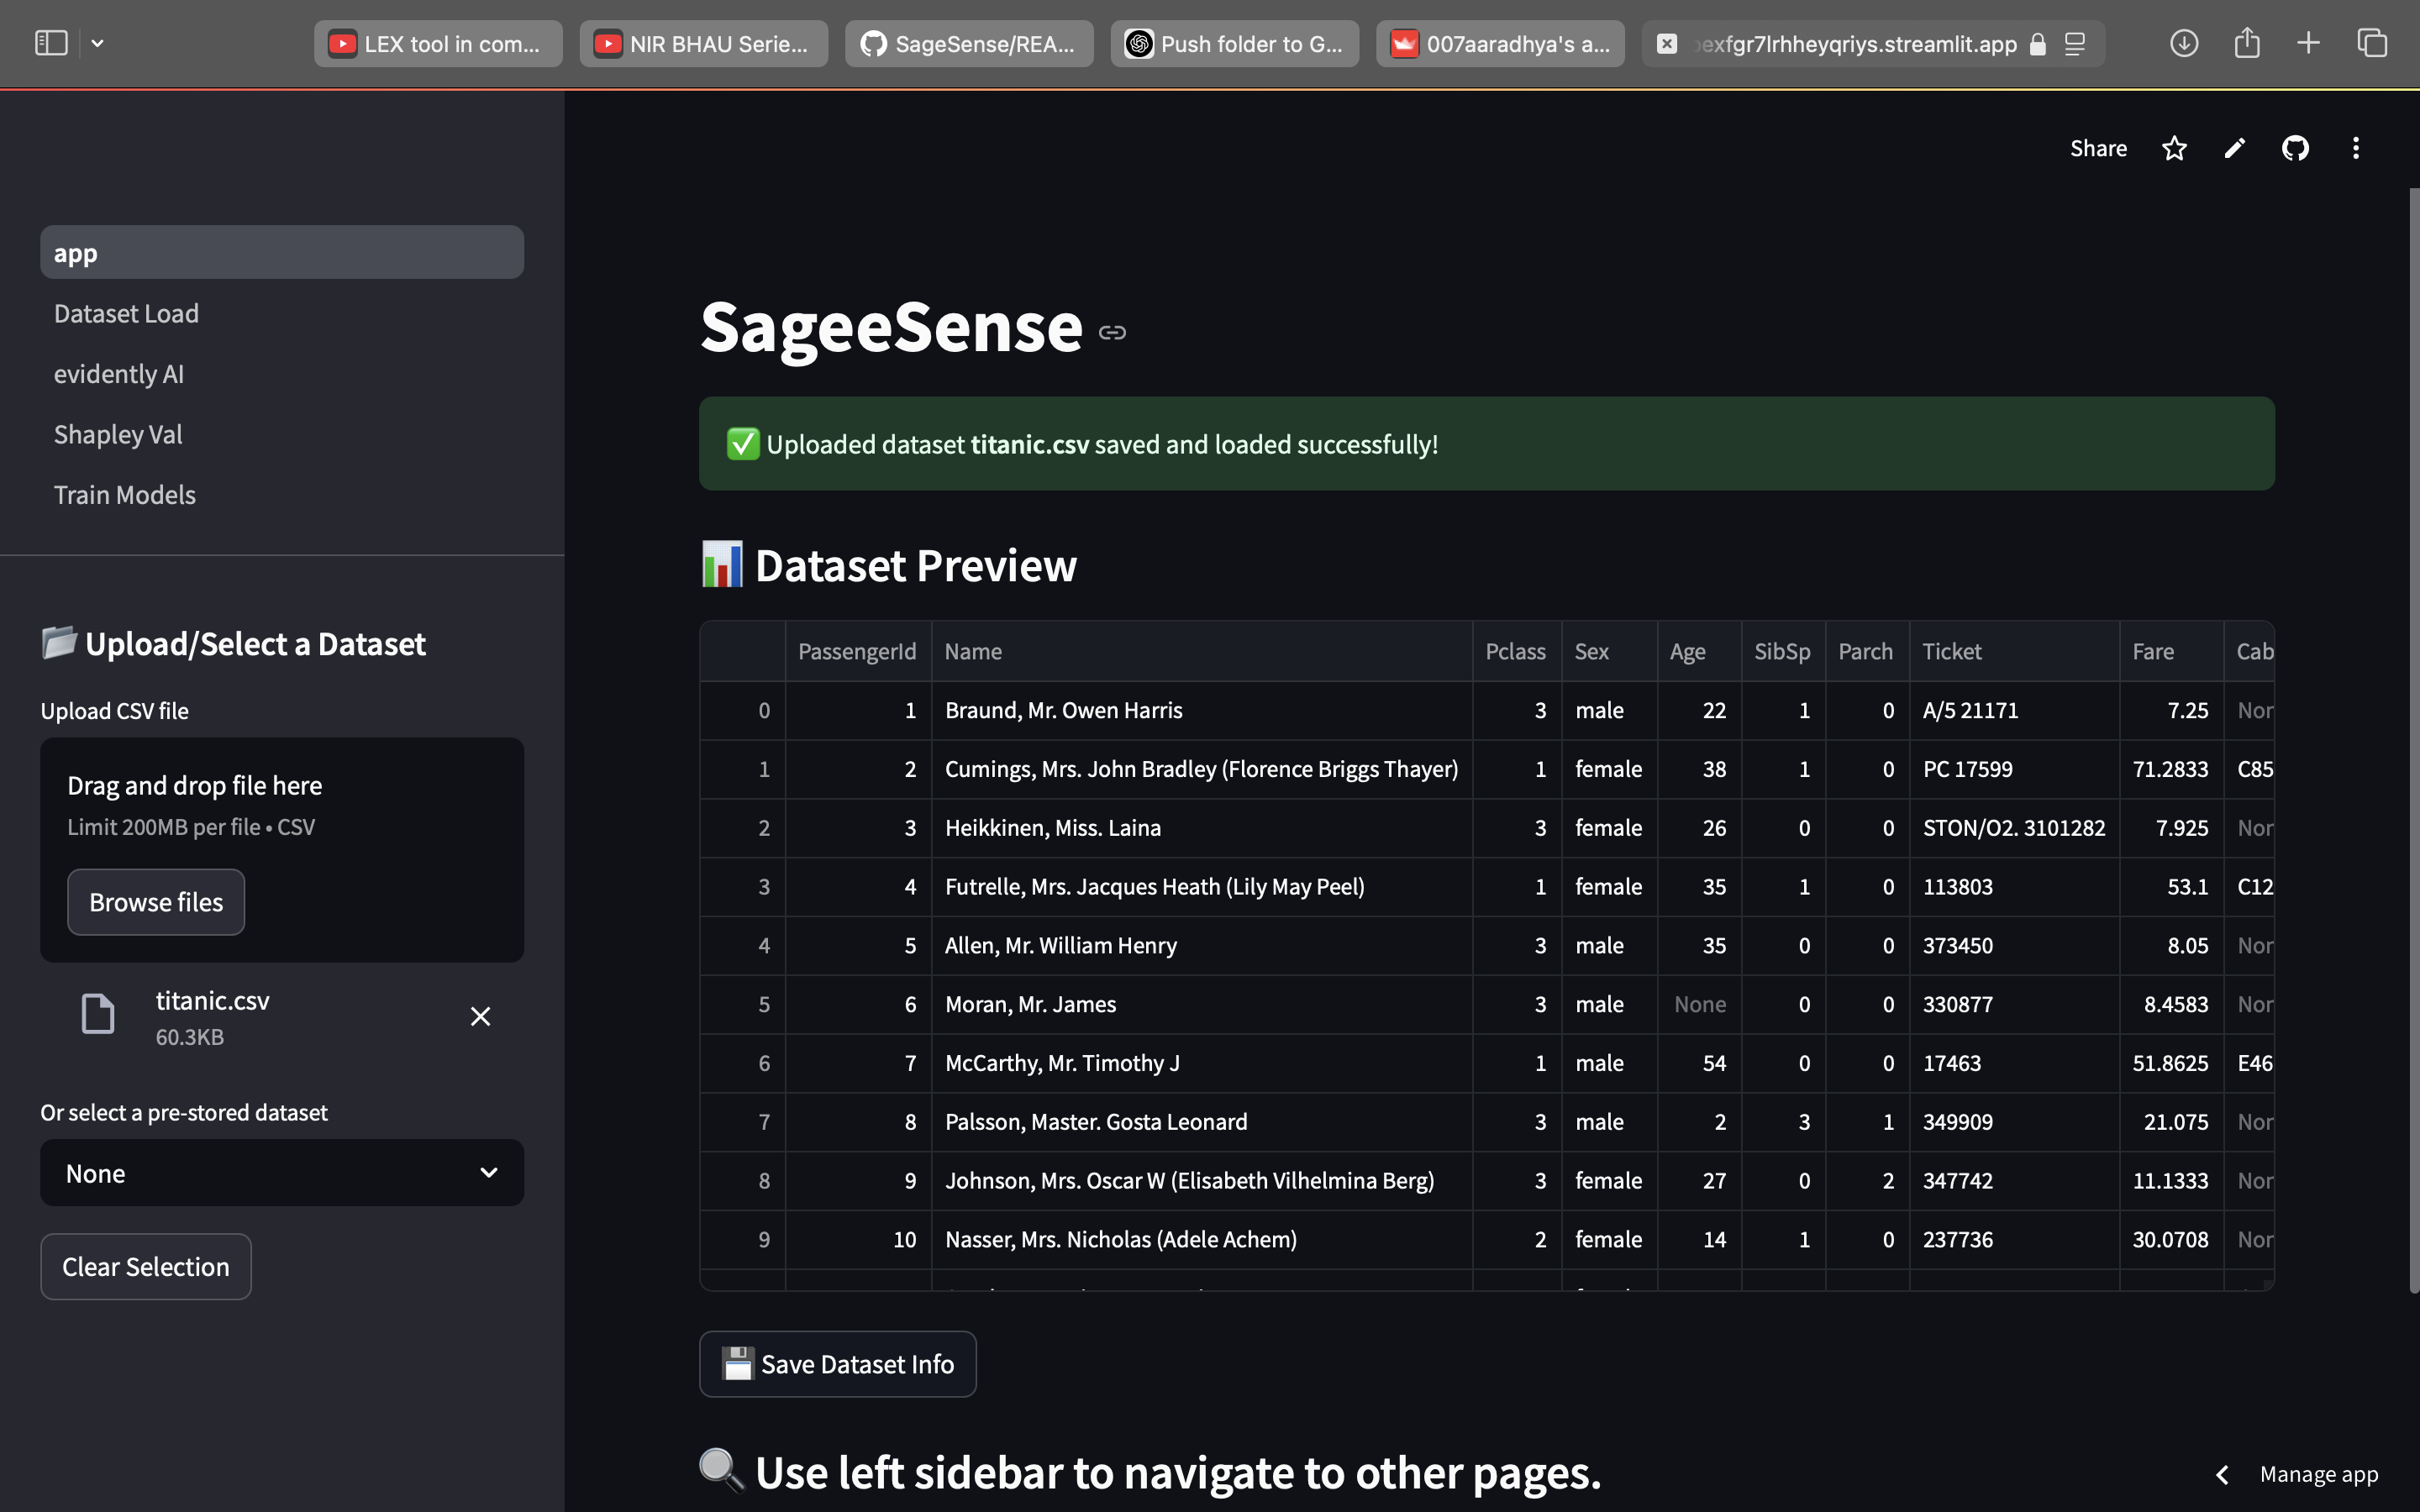 LEX tool in com...
NIR BHAU Serie...
SageSense/REA...
Push folder to G...
007aaradhya's a...
exfgr7lrhheyqriys.streamlit.app
Share
app
Dataset Load
evidently AI
Shapley Val
Train Models
📂 Upload/Select a Dataset
Upload CSV file
Drag and drop file here
Limit 200MB per file • CSV
Browse files
titanic.csv
60.3KB
Or select a pre-stored dataset
None
Clear Selection
SageeSense
✅ Uploaded dataset titanic.csv saved and loaded successfully!
📊 Dataset Preview
PassengerId Name Pclass Sex Age SibSp Parch Ticket Fare Cab
0 1 Braund, Mr. Owen Harris 3 male 22 1 0 A/5 21171 7.25 Nor
1 2 Cumings, Mrs. John Bradley (Florence Briggs Thayer) 1 female 38 1 0 PC 17599 71.2833 C85
2 3 Heikkinen, Miss. Laina 3 female 26 0 0 STON/O2. 3101282 7.925 Nor
3 4 Futrelle, Mrs. Jacques Heath (Lily May Peel) 1 female 35 1 0 113803 53.1 C12
4 5 Allen, Mr. William Henry 3 male 35 0 0 373450 8.05 Nor
5 6 Moran, Mr. James 3 male None 0 0 330877 8.4583 Nor
6 7 McCarthy, Mr. Timothy J 1 male 54 0 0 17463 51.8625 E46
7 8 Palsson, Master. Gosta Leonard 3 male 2 3 1 349909 21.075 Nor
8 9 Johnson, Mrs. Oscar W (Elisabeth Vilhelmina Berg) 3 female 27 0 2 347742 11.1333 Nor
9 10 Nasser, Mrs. Nicholas (Adele Achem) 2 female 14 1 0 237736 30.0708 Nor
💾 Save Dataset Info
🔍 Use left sidebar to navigate to other pages.
Manage app